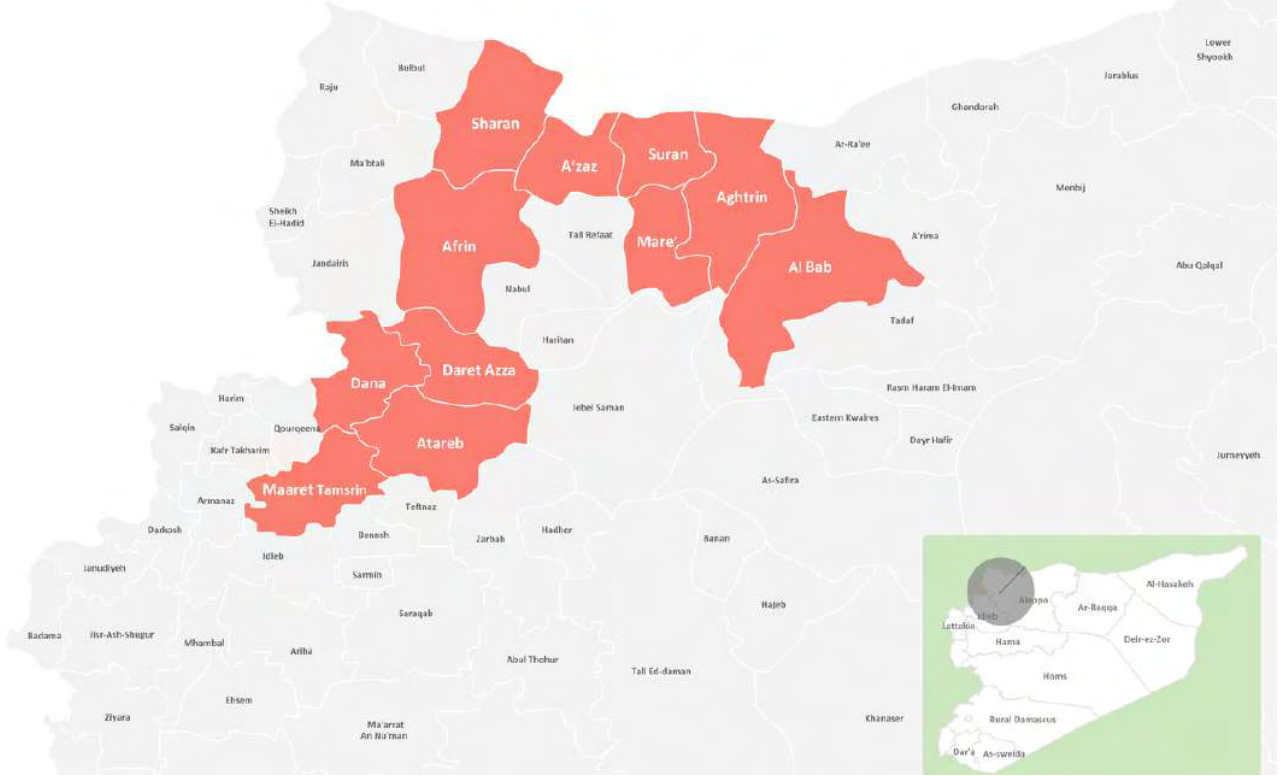 Lower
Shyookh
Bulbul
Jarablus
Raju
Ghandorah
Sharan
Ar-Ra'ee
Suran
Ma'btali
A'zaz
Menbij
Aghtrin
Sheikh
El-Hadid
Tall Refaat
A'rima
Mare'
Afrin
Jandairis
Al Bab
Abu Qalqal
Nabul
Tadaf
Haritan
Daret Azza
Dana
Rasm Haram El-Imam
Harim
Jebel Saman
Eastern Kwaires
Salqin
Qourqeena
Dayr Hafir
Atareb
Kafr Takharim
Jurneyyeh
As-Safira
Maaret Tamsrin
Armanaz
Teftnaz
Darkosh
Bennsh
Zarbah
Hadher
Banan
Idleb
Janudiyeh
Sarmin
Hajeb
Saraqab
Badama
Jisr-Ash-Shugur
Mhambal
Ariha
Abul Thohur
Tall Ed-daman
Ehsem
Ziyara
Ma'arrat
An Nu'man
Khanaser
Al-Hasakeh
Aleppo
Ar-Raqqa
Idleb
Lattakia
Hama
Deir-ez-Zor
Homs
Rural Damascus
Dar'a
As-sweida